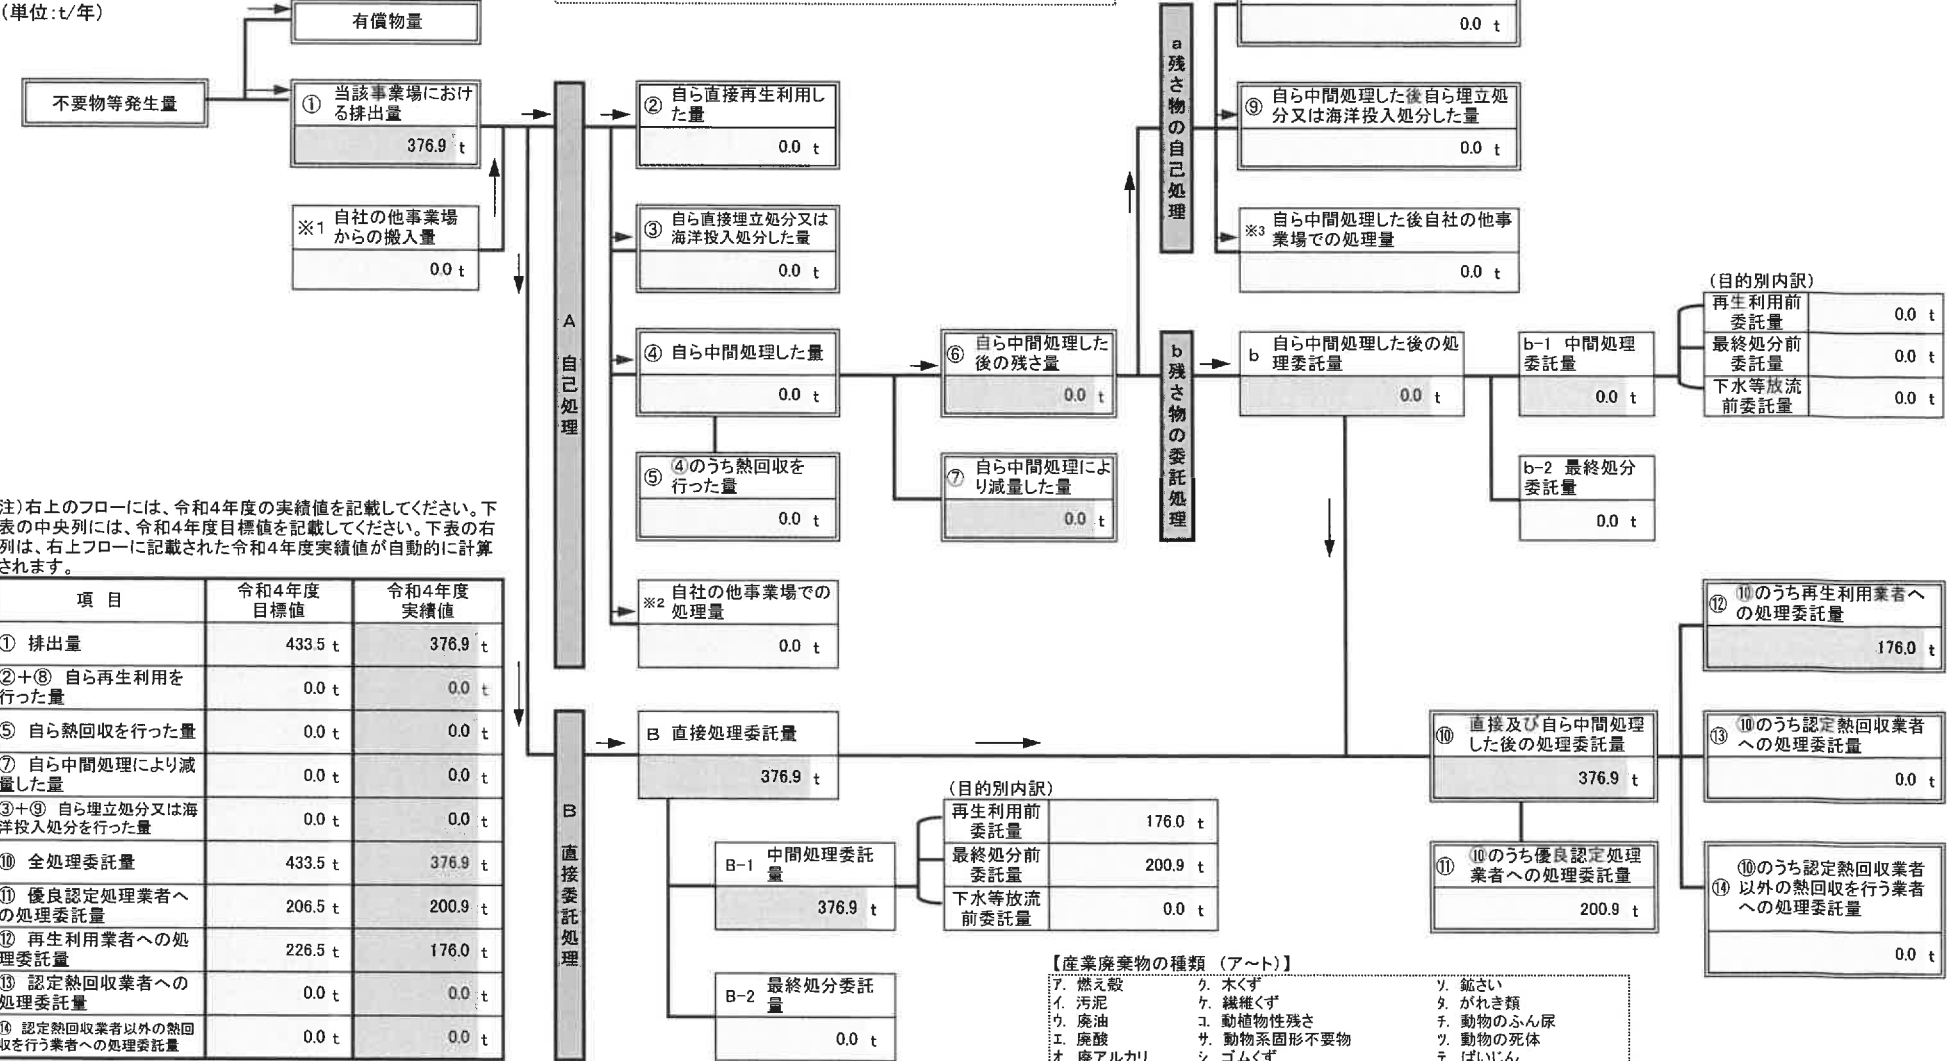 (単位:t/年)
有償物量
0.0 t
不要物等発生量
① 当該事業場におけ
る排出量
376.9 t
※1 自社の他事業場
からの搬入量
0.0 t
A 自己処理
② 自ら直接再生利用し
た量
0.0 t
③ 自ら直接埋立処分又は
海洋投入処分した量
0.0 t
④ 自ら中間処理した量
0.0 t
⑤ ④のうち熱回収を
行った量
0.0 t
※2 自社の他事業場での
処理量
0.0 t
⑥ 自ら中間処理した
後の残さ量
0.0 t
⑦ 自ら中間処理によ
り減量した量
0.0 t
a 残さ物の自己処理
⑨ 自ら中間処理した後自ら埋立処
分又は海洋投入処分した量
0.0 t
※3 自ら中間処理した後自社の他事
業場での処理量
0.0 t
b 残さ物の委託処理
b 自ら中間処理した後の処
理委託量
0.0 t
b-1 中間処理
委託量
0.0 t
b-2 最終処分
委託量
0.0 t
(目的別内訳)
再生利用前
委託量 0.0 t
最終処分前
委託量 0.0 t
下水等放流
前委託量 0.0 t
注)右上のフローには、令和4年度の実績値を記載してください。下
表の中央列には、令和4年度目標値を記載してください。下表の右
列は、右上フローに記載された令和4年度実績値が自動的に計算
されます。
項 目 令和4年度 目標値 令和4年度 実績値
① 排出量 433.5 t 376.9 t
②+⑧ 自ら再生利用を
行った量 0.0 t 0.0 t
⑤ 自ら熱回収を行った量 0.0 t 0.0 t
⑦ 自ら中間処理により減
量した量 0.0 t 0.0 t
③+⑨ 自ら埋立処分又は海
洋投入処分を行った量 0.0 t 0.0 t
⑩ 全処理委託量 433.5 t 376.9 t
⑪ 優良認定処理業者へ
の処理委託量 206.5 t 200.9 t
⑫ 再生利用業者への処
理委託量 226.5 t 176.0 t
⑬ 認定熱回収業者への
処理委託量 0.0 t 0.0 t
⑭ 認定熱回収業者以外の熱回
収を行う業者への処理委託量 0.0 t 0.0 t
B 直接委託処理
B 直接処理委託量
376.9 t
B-1 中間処理委託
量
376.9 t
B-2 最終処分委託
量
0.0 t
(目的別内訳)
再生利用前
委託量 176.0 t
最終処分前
委託量 200.9 t
下水等放流
前委託量 0.0 t
⑩ 直接及び自ら中間処理
した後の処理委託量
376.9 t
⑪ ⑩のうち優良認定処理
業者への処理委託量
200.9 t
⑫ ⑩のうち再生利用業者へ
の処理委託量
176.0 t
⑬ ⑩のうち認定熱回収業者
への処理委託量
0.0 t
⑭ ⑩のうち認定熱回収業者
以外の熱回収を行う業者
への処理委託量
0.0 t
【産業廃棄物の種類 (ア~ト)】
ア. 燃え殻 ク. 木くず ソ. 鉱さい
イ. 汚泥 ケ. 繊維くず タ. がれき類
ウ. 廃油 コ. 動植物性残さ チ. 動物のふん尿
エ. 廃酸 サ. 動物系固形不要物 ツ. 動物の死体
オ. 廃アルカリ シ. ゴムくず テ. ばいじん